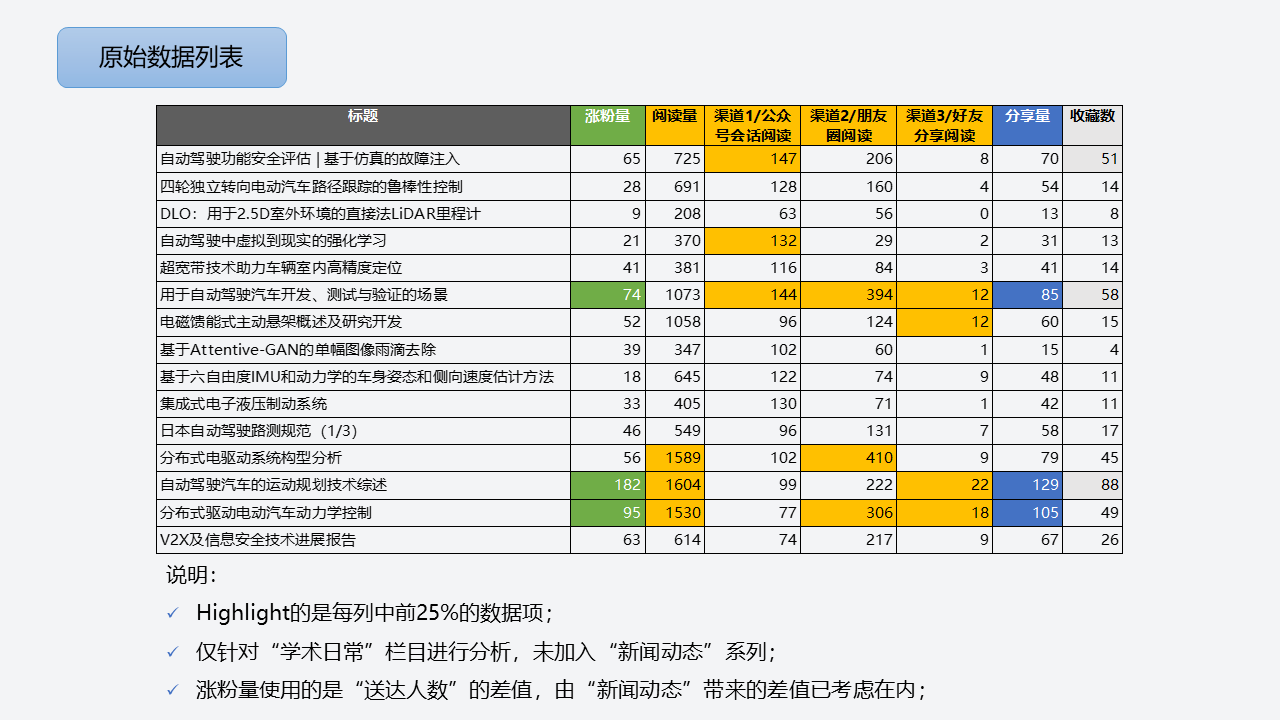 原始数据列表
标题 涨粉量 阅读量 渠道1/公众号会话阅读 渠道2/朋友圈阅读 渠道3/好友分享阅读 分享量 收藏数
自动驾驶功能安全评估 | 基于仿真的故障注入 65 725 147 206 8 70 51
四轮独立转向电动汽车路径跟踪的鲁棒性控制 28 691 128 160 4 54 14
DLO：用于2.5D室外环境的直接法LiDAR里程计 9 208 63 56 0 13 8
自动驾驶中虚拟到现实的强化学习 21 370 132 29 2 31 13
超宽带技术助力车辆室内高精度定位 41 381 116 84 3 41 14
用于自动驾驶汽车开发、测试与验证的场景 74 1073 144 394 12 85 58
电磁馈能式主动悬架概述及研究开发 52 1058 96 124 12 60 15
基于Attentive-GAN的单幅图像雨滴去除 39 347 102 60 1 15 4
基于六自由度IMU和动力学的车身姿态和侧向速度估计方法 18 645 122 74 9 48 11
集成式电子液压制动系统 33 405 130 71 1 42 11
日本自动驾驶路测规范（1/3） 46 549 96 131 7 58 17
分布式电驱动系统构型分析 56 1589 102 410 9 79 45
自动驾驶汽车的运动规划技术综述 182 1604 99 222 22 129 88
分布式驱动电动汽车动力学控制 95 1530 77 306 18 105 49
V2X及信息安全技术进展报告 63 614 74 217 9 67 26
说明：
✓ Highlight的是每列中前25%的数据项；
✓ 仅针对“学术日常”栏目进行分析，未加入“新闻动态”系列；
✓ 涨粉量使用的是“送达人数”的差值，由“新闻动态”带来的差值已考虑在内；